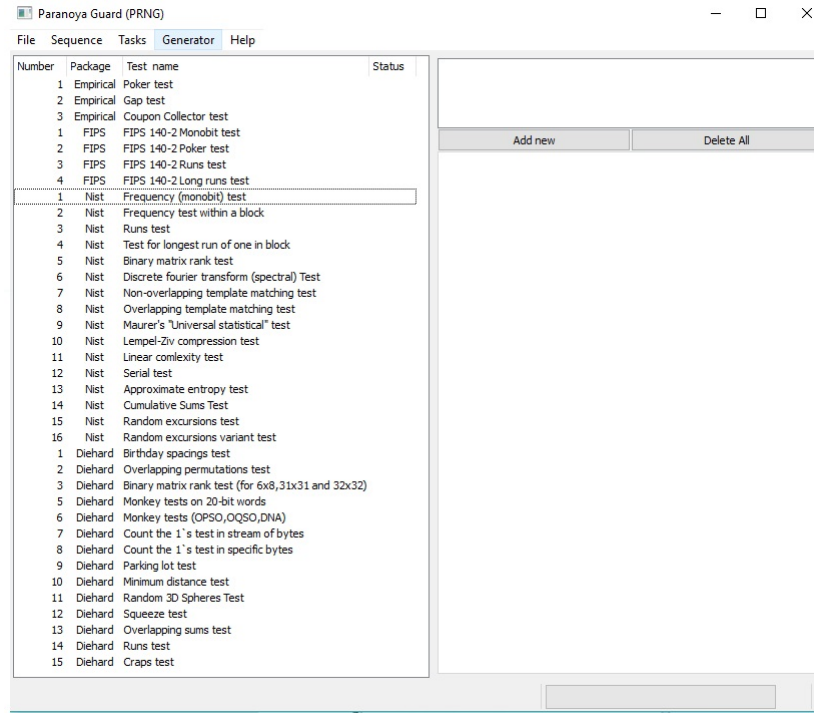 Paranoya Guard (PRNG)
File Sequence Tasks Generator Help
Number Package Test name Status
1 Empirical Poker test
2 Empirical Gap test
3 Empirical Coupon Collector test
1 FIPS FIPS 140-2 Monobit test
2 FIPS FIPS 140-2 Poker test
3 FIPS FIPS 140-2 Runs test
4 FIPS FIPS 140-2 Long runs test
1 Nist Frequency (monobit) test
2 Nist Frequency test within a block
3 Nist Runs test
4 Nist Test for longest run of one in block
5 Nist Binary matrix rank test
6 Nist Discrete fourier transform (spectral) Test
7 Nist Non-overlapping template matching test
8 Nist Overlapping template matching test
9 Nist Maurer's "Universal statistical" test
10 Nist Lempel-Ziv compression test
11 Nist Linear comlexity test
12 Nist Serial test
13 Nist Approximate entropy test
14 Nist Cumulative Sums Test
15 Nist Random excursions test
16 Nist Random excursions variant test
1 Diehard Birthday spacings test
2 Diehard Overlapping permutations test
3 Diehard Binary matrix rank test (for 6x8,31x31 and 32x32)
5 Diehard Monkey tests on 20-bit words
6 Diehard Monkey tests (OPSO,OQSO,DNA)
7 Diehard Count the 1`s test in stream of bytes
8 Diehard Count the 1`s test in specific bytes
9 Diehard Parking lot test
10 Diehard Minimum distance test
11 Diehard Random 3D Spheres Test
12 Diehard Squeeze test
13 Diehard Overlapping sums test
14 Diehard Runs test
15 Diehard Craps test
Add new Delete All